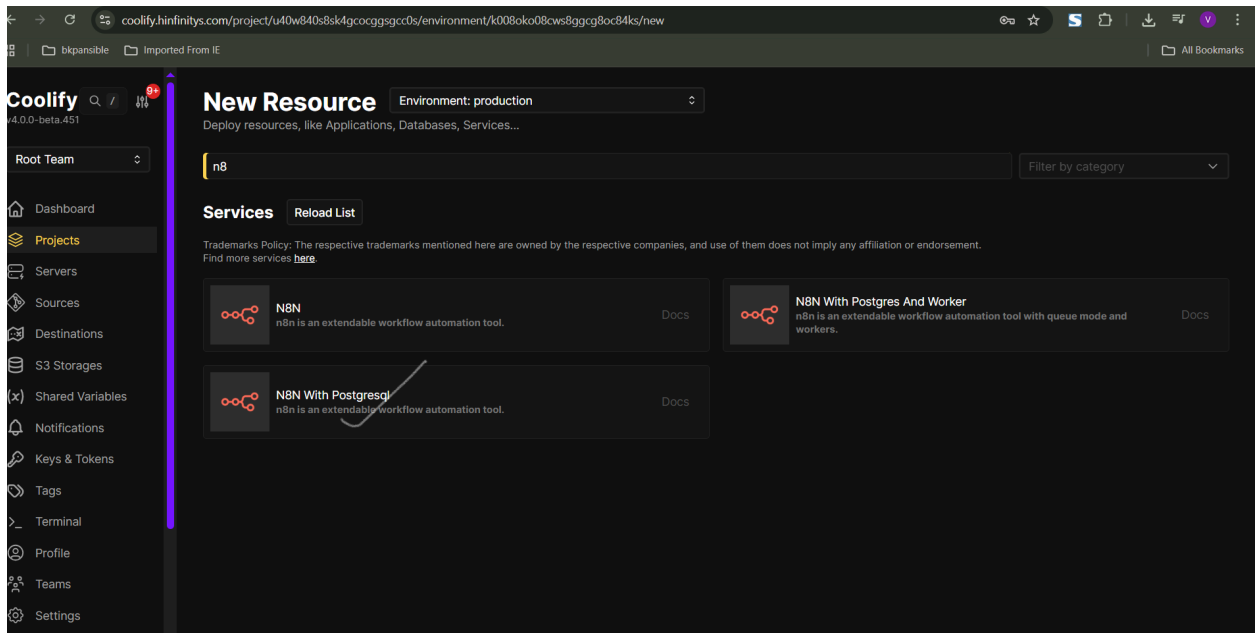 coolify.hinfinitys.com/project/u40w840s8sk4gcocggsgcc0s/environment/k008oko08cws8ggcg8oc84ks/new
V
bkpansible
Imported From IE
All Bookmarks
Coolify
/
9+
v4.0.0-beta.451
Root Team
Dashboard
Projects
Servers
Sources
Destinations
S3 Storages
Shared Variables
Notifications
Keys & Tokens
Tags
Terminal
Profile
Teams
Settings
New Resource
Environment: production
Deploy resources, like Applications, Databases, Services...
n8
Filter by category
Services
Reload List
Trademarks Policy: The respective trademarks mentioned here are owned by the respective companies, and use of them does not imply any affiliation or endorsement.
Find more services here.
N8N
n8n is an extendable workflow automation tool.
Docs
N8N With Postgres And Worker
n8n is an extendable workflow automation tool with queue mode and
workers.
Docs
N8N With Postgresql
n8n is an extendable workflow automation tool.
Docs